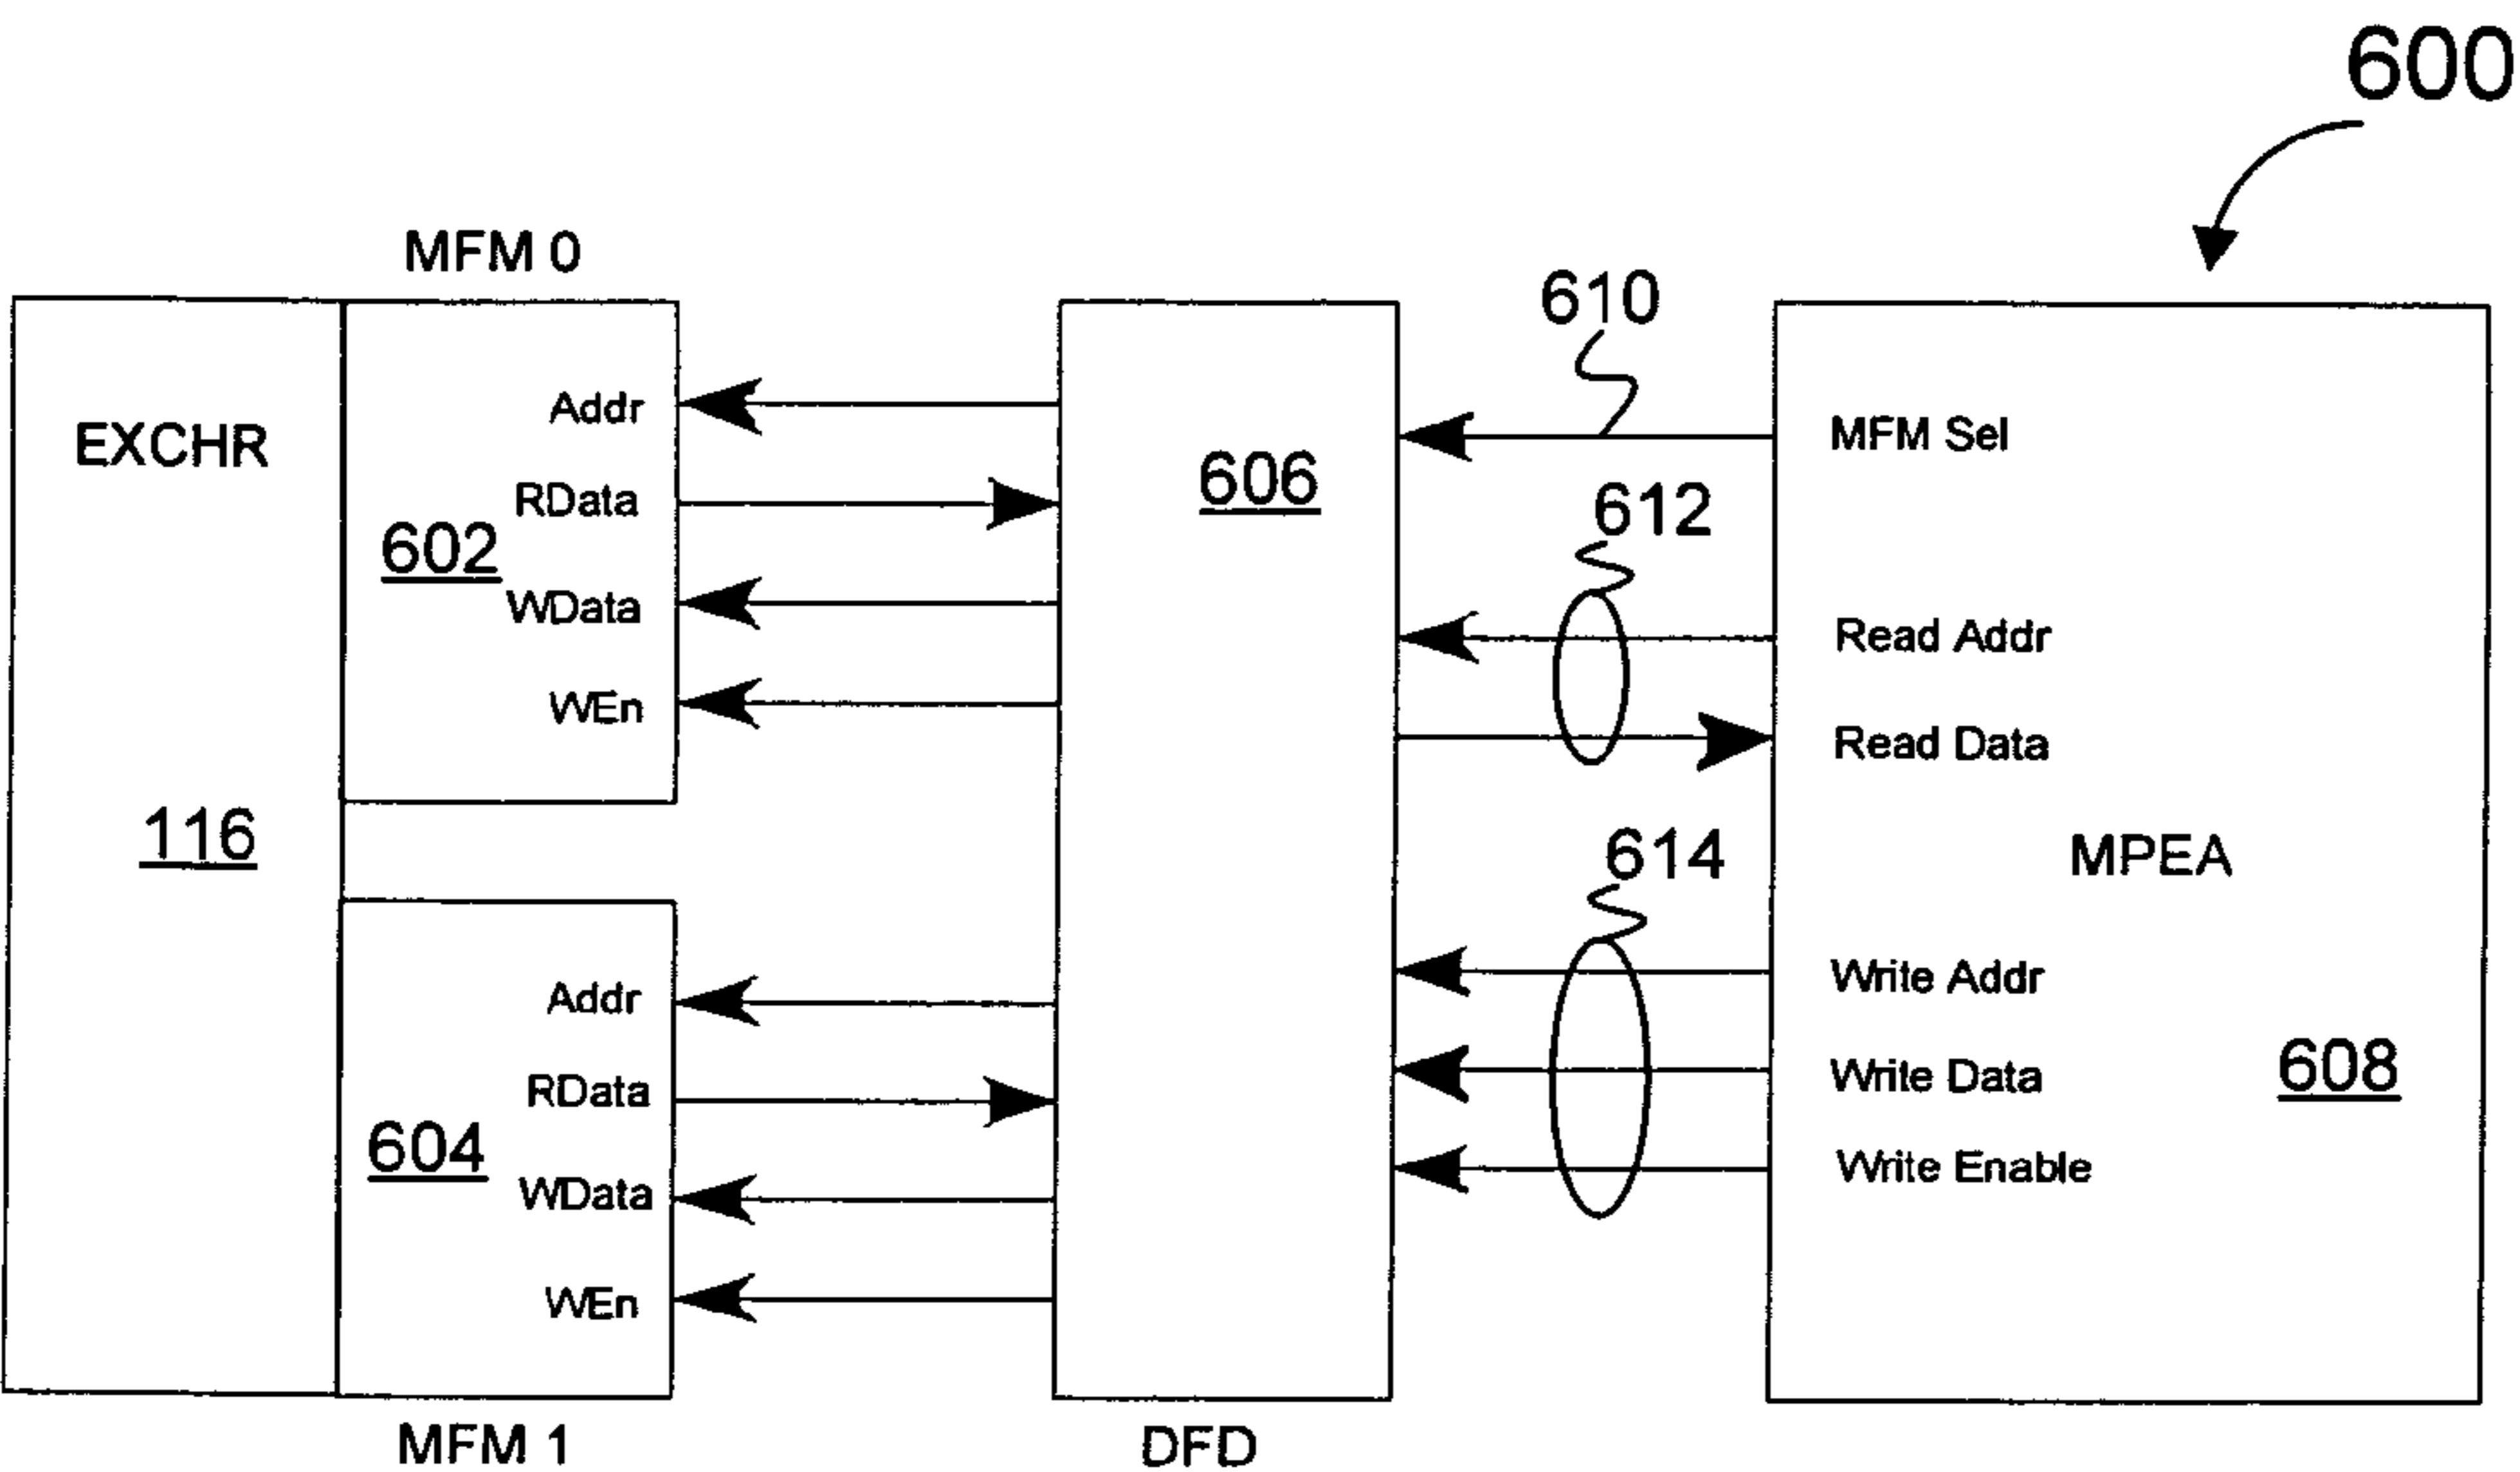 600
MFM 0
610
EXCHR
Addr
606
MFM Sel
RData
612
602
WData
Read Addr
WEn
Read Data
116
614
MPEA
Addr
Write Addr
RData
Write Data
608
604
WData
Write Enable
WEn
MFM 1
DFD